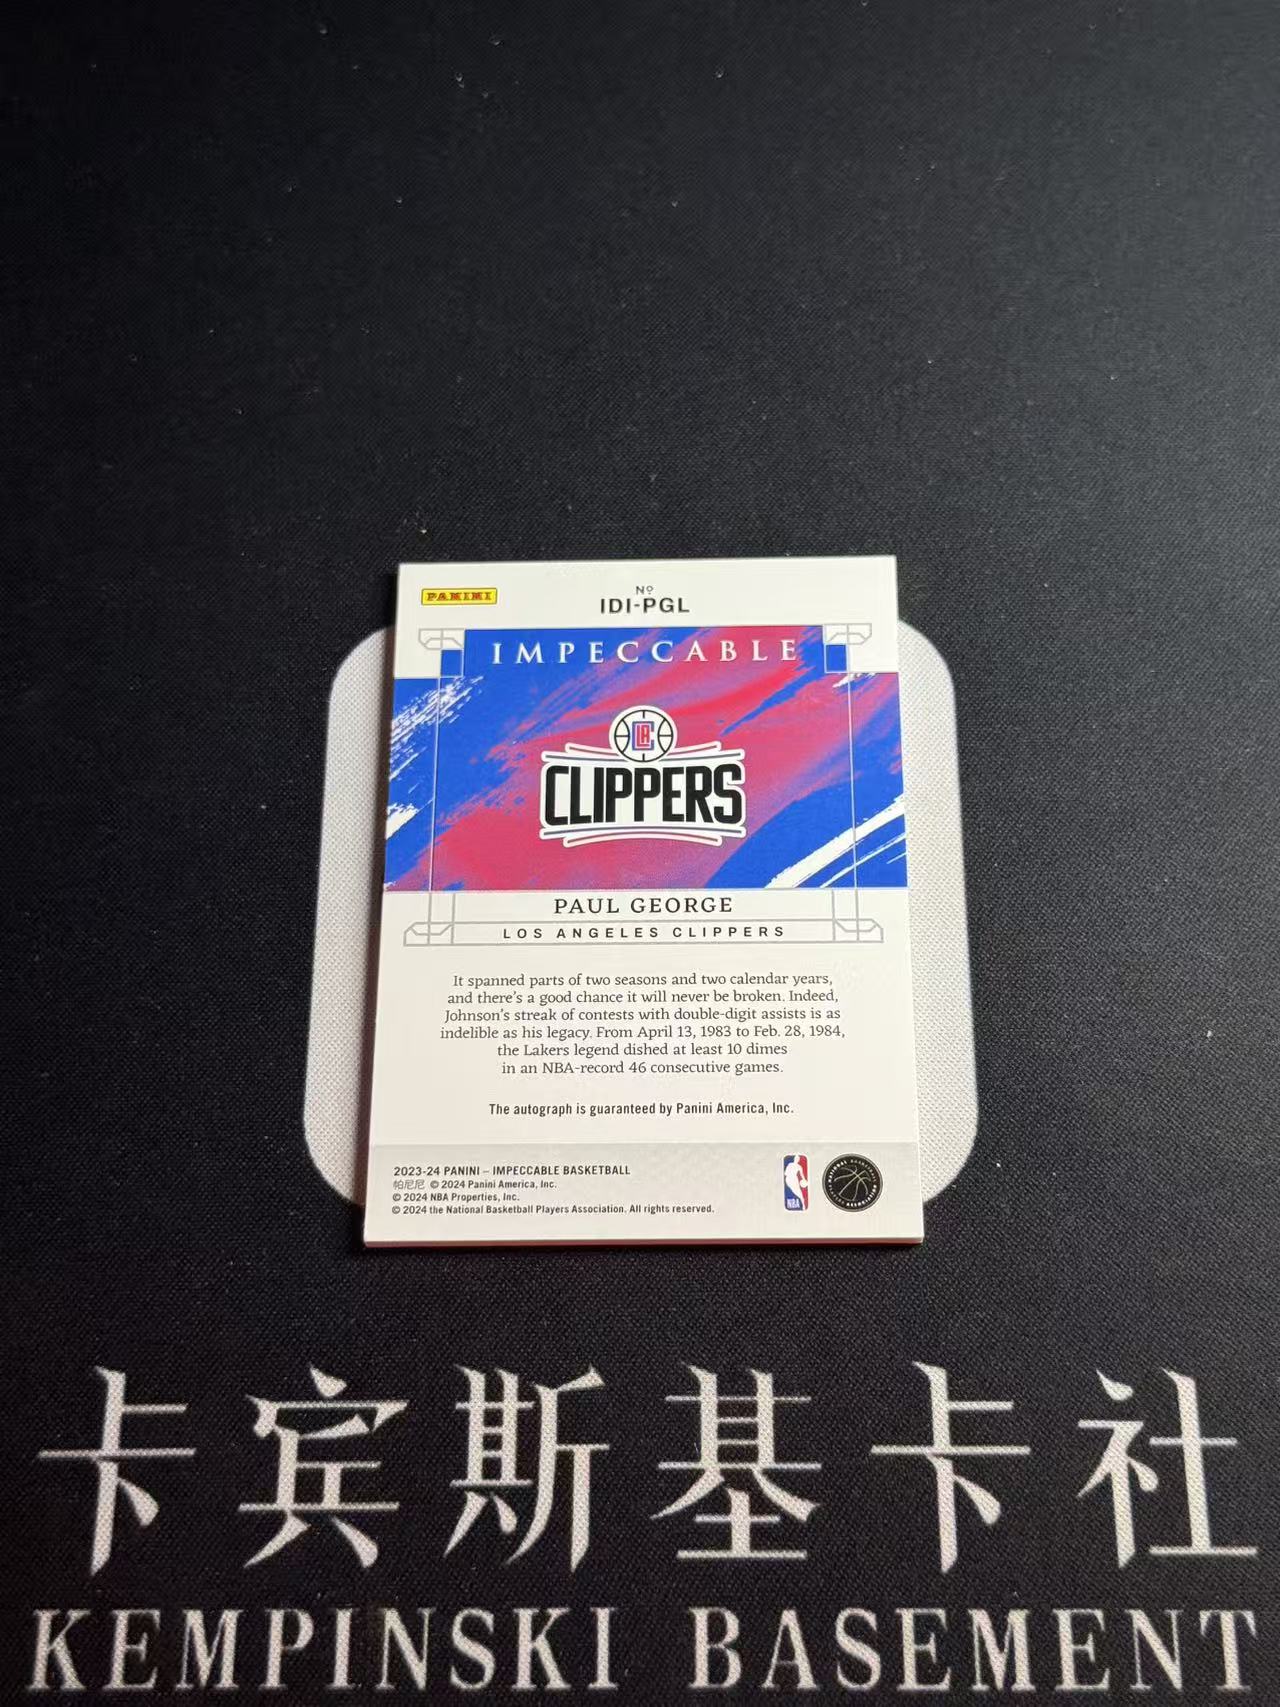 PANINI
Nº
IDI-PGL
IMPECCABLE
LA
CLIPPERS
PAUL GEORGE
LOS ANGELES CLIPPERS
It spanned parts of two seasons and two calendar years,
and there's a good chance it will never be broken. Indeed,
Johnson's streak of contests with double-digit assists is as
indelible as his legacy. From April 13, 1983 to Feb. 28, 1984,
the Lakers legend dished at least 10 dimes
in an NBA-record 46 consecutive games.
The autograph is guaranteed by Panini America, Inc.
2023-24 PANINI – IMPECCABLE BASKETBALL
帕尼尼 © 2024 Panini America, Inc.
© 2024 NBA Properties, Inc.
© 2024 the National Basketball Players Association. All rights reserved.
NBA
NATIONAL BASKETBALL PLAYERS ASSOCIATION
卡宾斯基卡社
KEMPINSKI BASEMENT